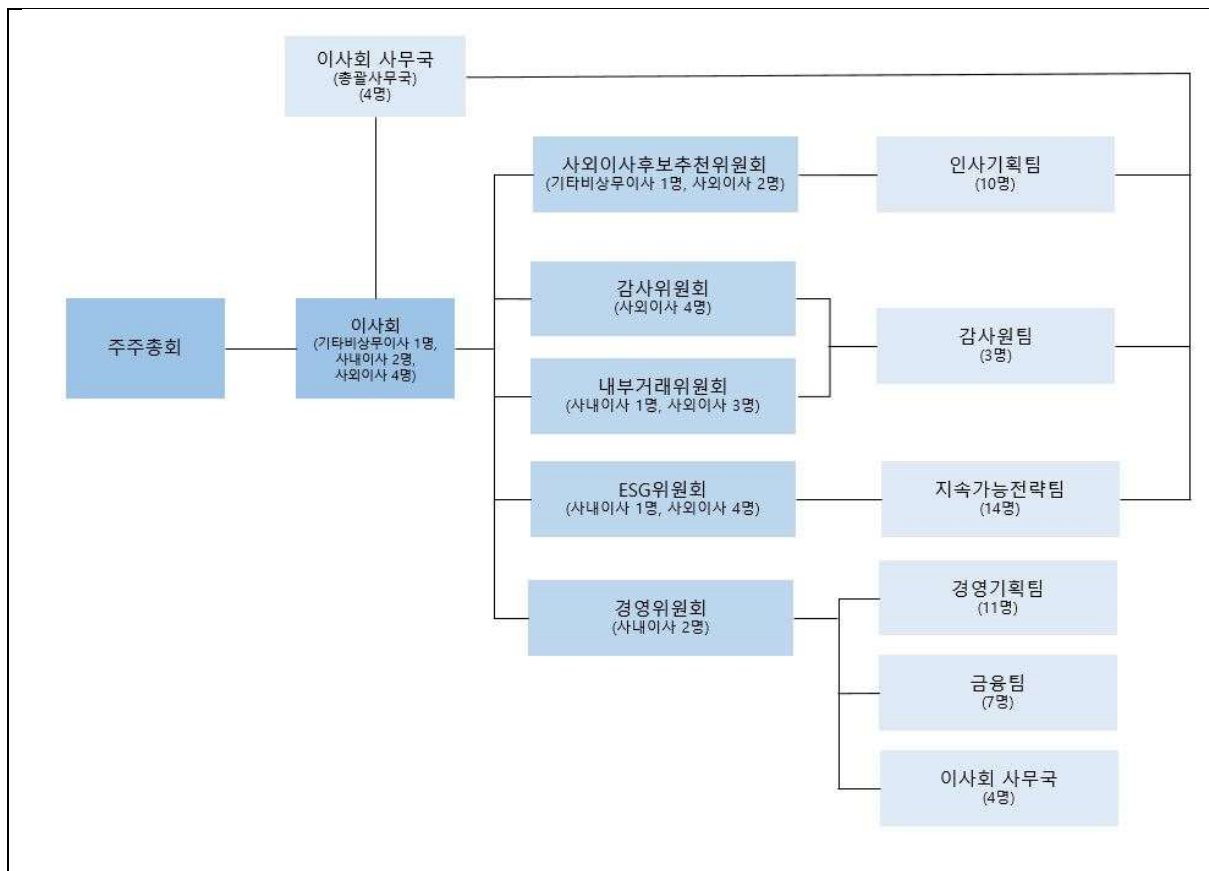 이사회 사무국
(총괄사무국)
(4명)
사외이사후보추천위원회
(기타비상무이사 1명, 사외이사 2명)
인사기획팀
(10명)
감사위원회
(사외이사 4명)
주주총회
이사회
(기타비상무이사 1명,
사내이사 2명,
사외이사 4명)
감사원팀
(3명)
내부거래위원회
(사내이사 1명, 사외이사 3명)
ESG위원회
(사내이사 1명, 사외이사 4명)
지속가능전략팀
(14명)
경영위원회
(사내이사 2명)
경영기획팀
(11명)
금융팀
(7명)
이사회 사무국
(4명)